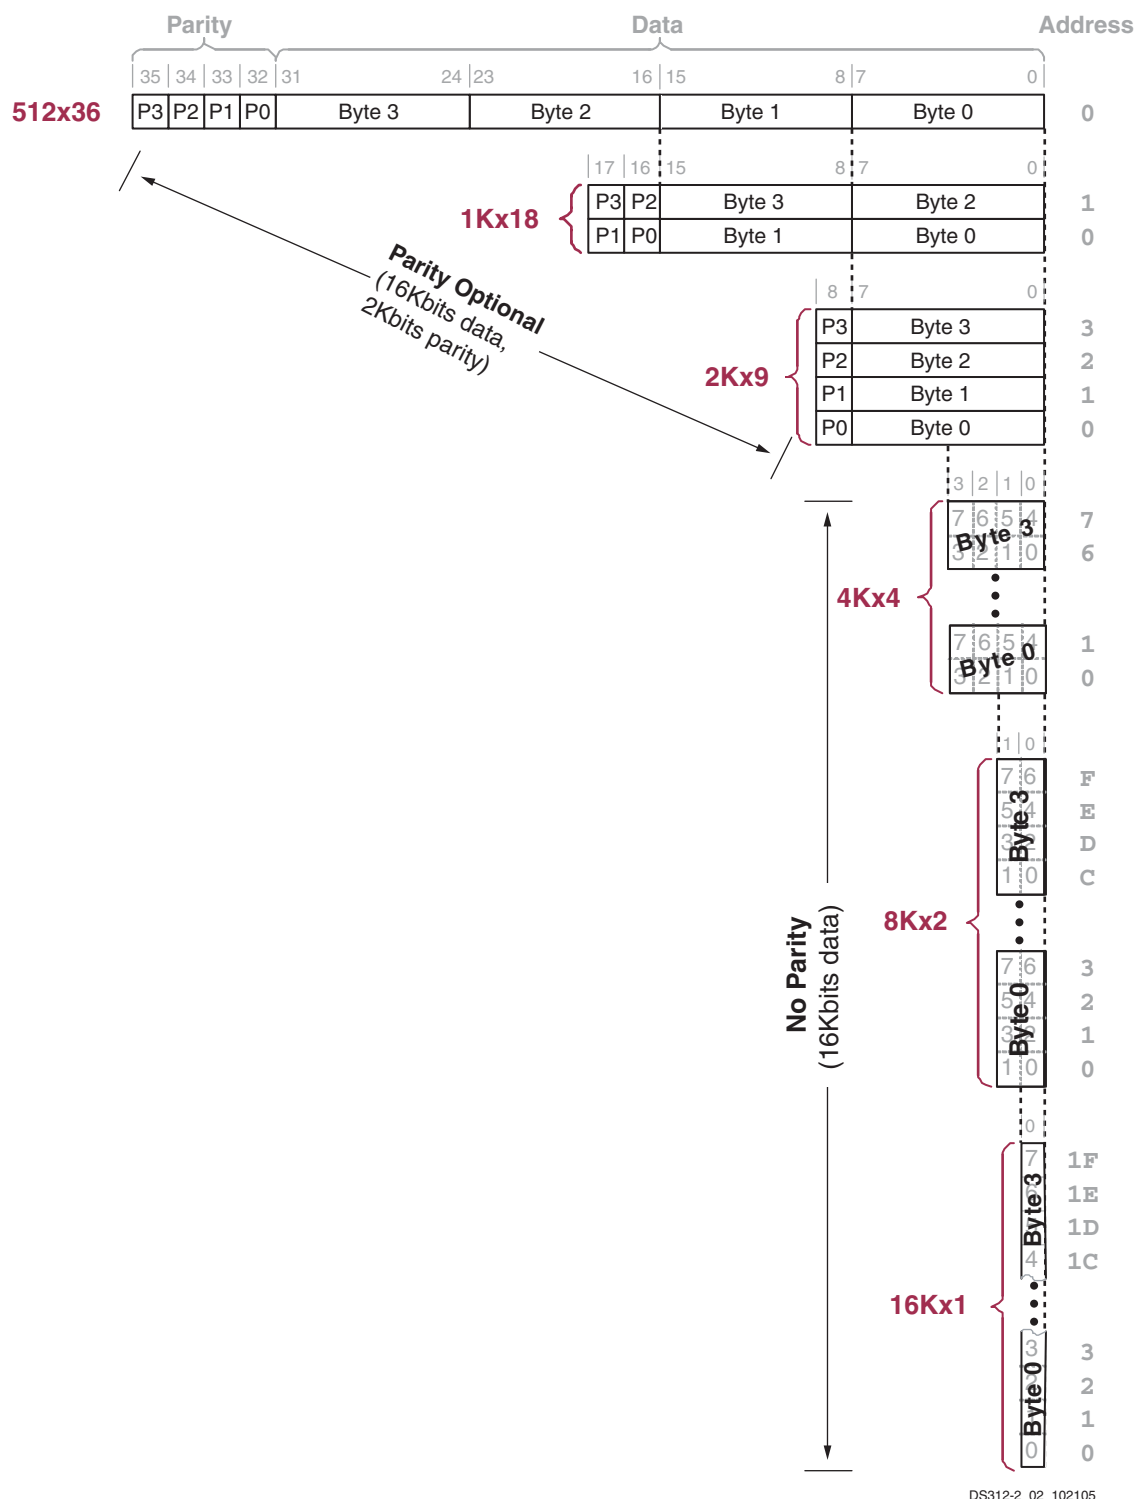 Parity Data Address
35 34 33 32 31 24 23 16 15 8 7 0
512x36 P3 P2 P1 P0 Byte 3 Byte 2 Byte 1 Byte 0 0
17 16 15 8 7 0
P3 P2 Byte 3 Byte 2 1
1Kx18
P1 P0 Byte 1 Byte 0 0
Parity Optional
(16Kbits data,
2Kbits parity)
8 7 0
P3 Byte 3 3
P2 Byte 2 2
2Kx9
P1 Byte 1 1
P0 Byte 0 0
3 2 1 0
7 6 5 4 7
Byte 3
3 2 1 0 6
4Kx4
7 6 5 4 1
Byte 0
3 2 1 0 0
1 0
7 6 F
5 4 E
Byte 3
3 2 D
1 0 C
8Kx2
No Parity
(16Kbits data)
7 6 3
5 4 2
Byte 0
3 2 1
1 0 0
0
7 1F
6 1E
Byte 3
1D
4 1C
16Kx1
3 3
2 2
Byte 0
1
0 0
DS312-2_02_102105